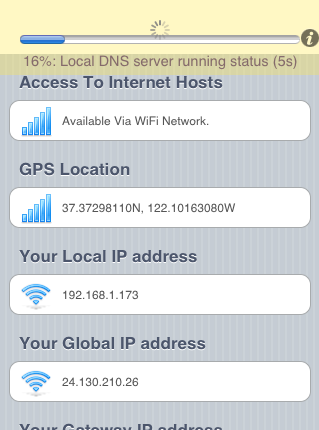 16%: Local DNS server running status (5s)
Access To Internet Hosts
Available Via WiFi Network.
GPS Location
37.37298110N, 122.10163080W
Your Local IP address
192.168.1.173
Your Global IP address
24.130.210.26
Your Gateway IP address